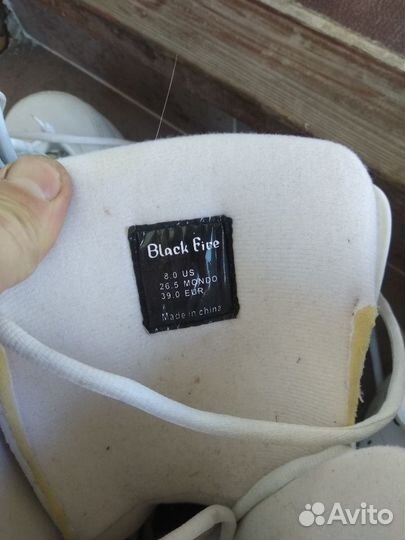 Black Fire
8.0 US
26.5 MONDO
39.0 EUR
Made in china
Avito